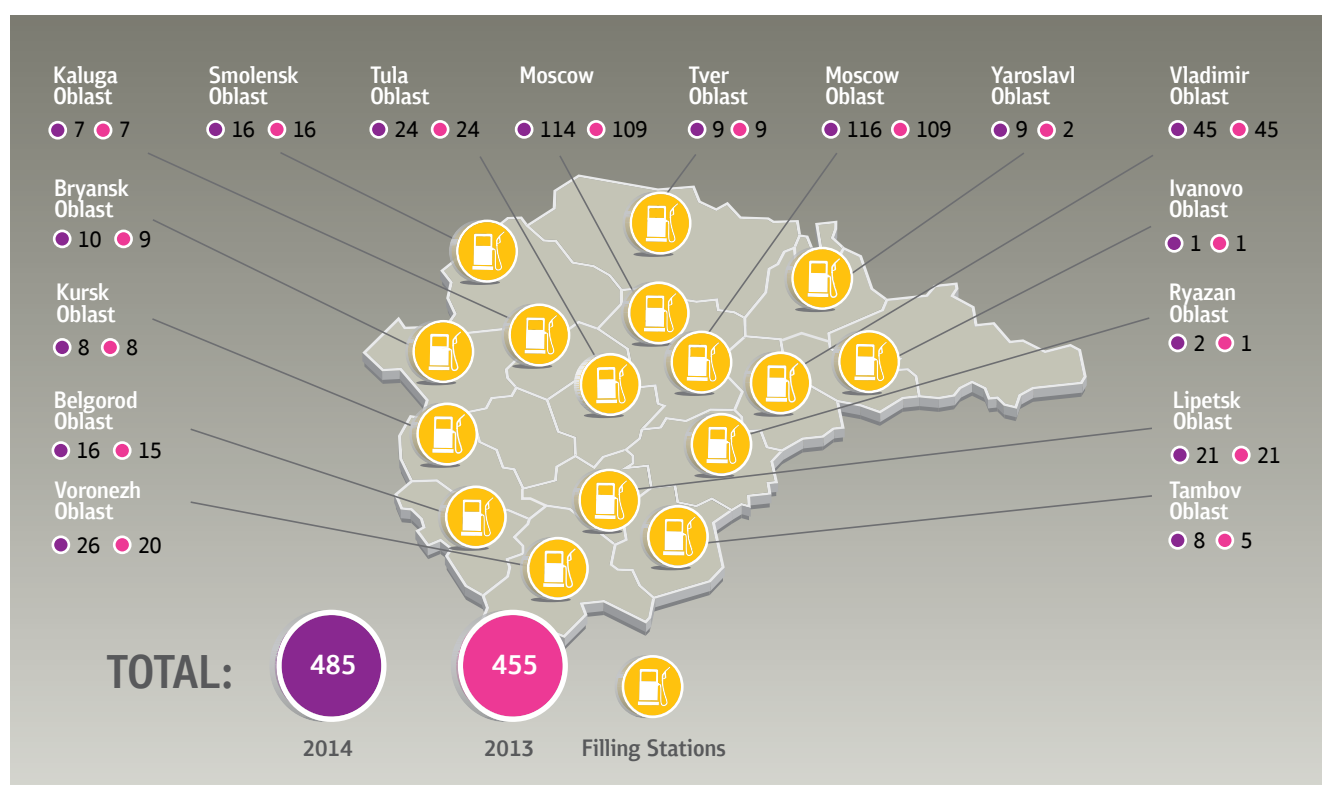 Kaluga
Oblast
7 7
Smolensk
Oblast
16 16
Tula
Oblast
24 24
Moscow
114 109
Tver
Oblast
9 9
Moscow
Oblast
116 109
Yaroslavl
Oblast
9 2
Vladimir
Oblast
45 45
Bryansk
Oblast
10 9
Ivanovo
Oblast
1 1
Kursk
Oblast
8 8
Ryazan
Oblast
2 1
Belgorod
Oblast
16 15
Lipetsk
Oblast
21 21
Voronezh
Oblast
26 20
Tambov
Oblast
8 5
TOTAL:
485
455
2014
2013
Filling Stations